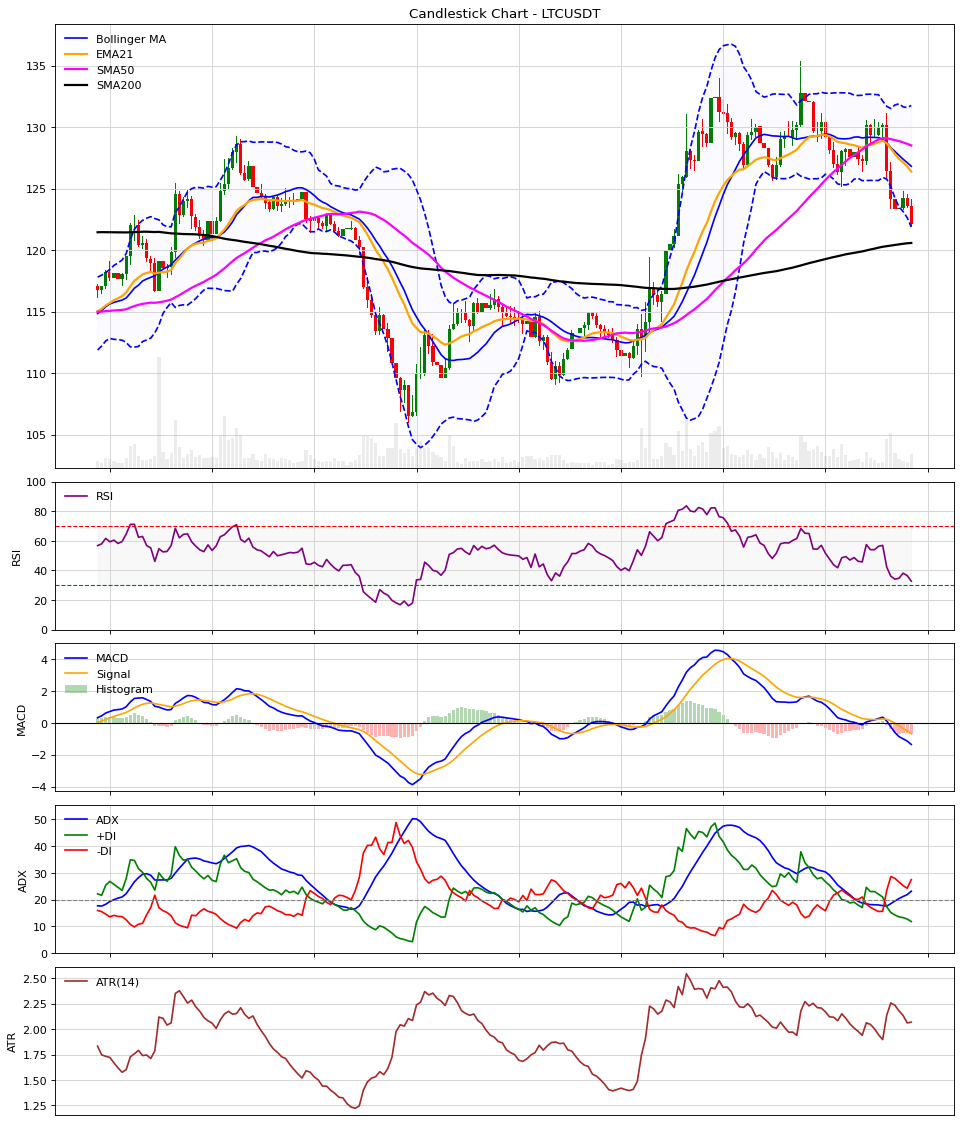 Candlestick Chart - LTCUSDT
Bollinger MA
EMA21
SMA50
SMA200
135
130
125
120
115
110
105
RSI
100
80
60
40
20
0
RSI
MACD
Signal
Histogram
4
2
0
−2
−4
MACD
ADX
+DI
-DI
50
40
30
20
10
0
ADX
ATR(14)
2.50
2.25
2.00
1.75
1.50
1.25
ATR